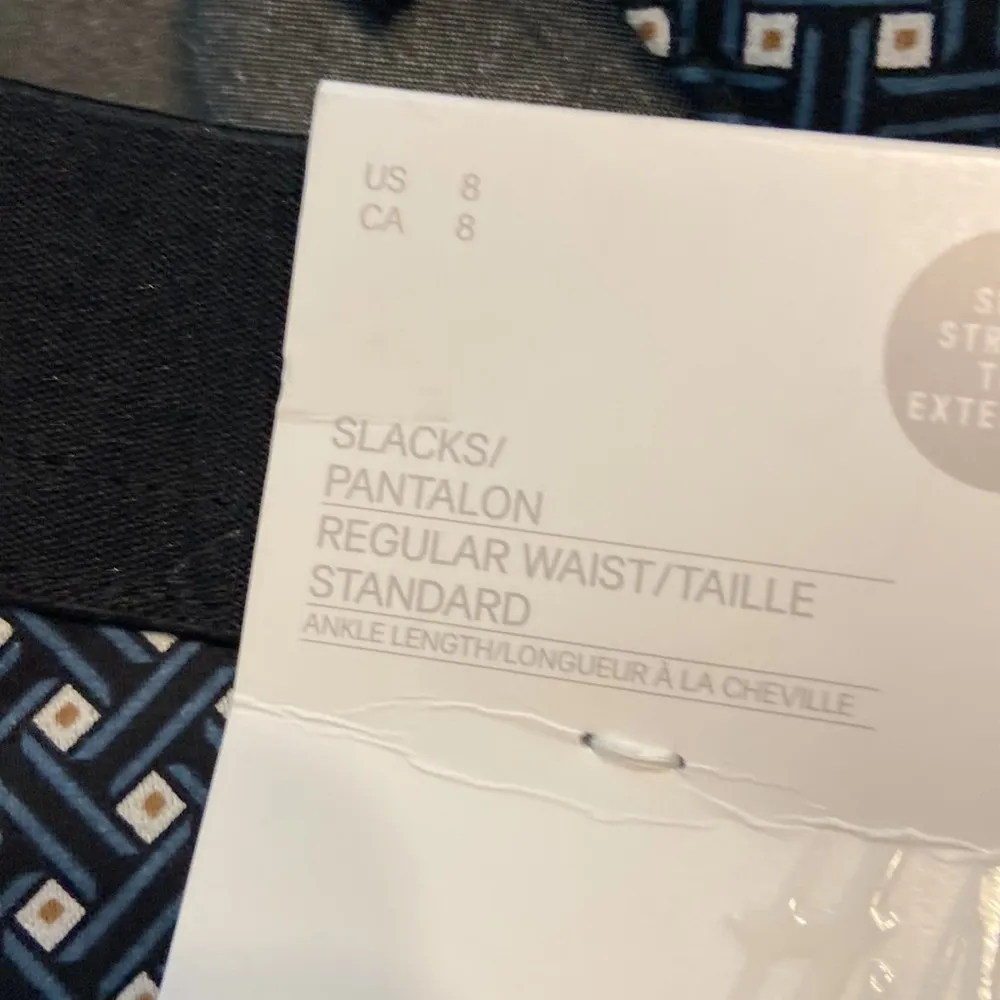 US 8
CA 8
SLACKS/
PANTALON
REGULAR WAIST/TAILLE
STANDARD
ANKLE LENGTH/LONGUEUR À LA CHEVILLE